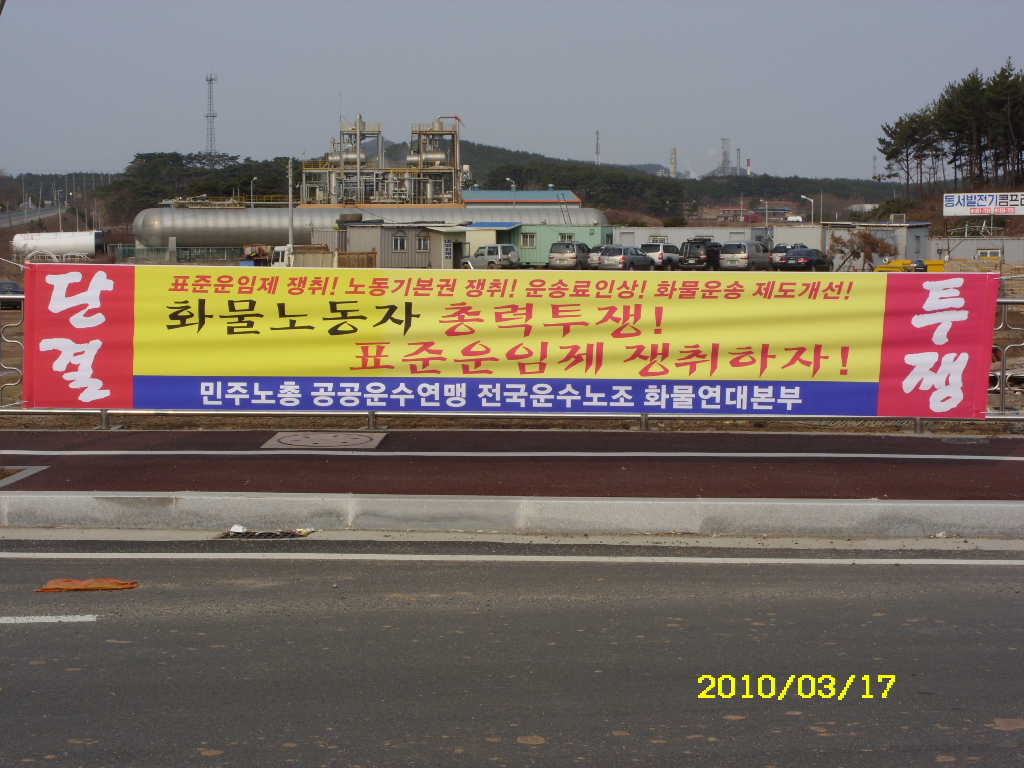 동서발전기콤프레
단결
표준운임제 쟁취! 노동기본권 쟁취! 운송료인상! 화물운송 제도개선!
화물노동자 총력투쟁!
표준운임제 쟁취하자!
민주노총 공공운수연맹 전국운수노조 화물연대본부
투쟁
2010/03/17